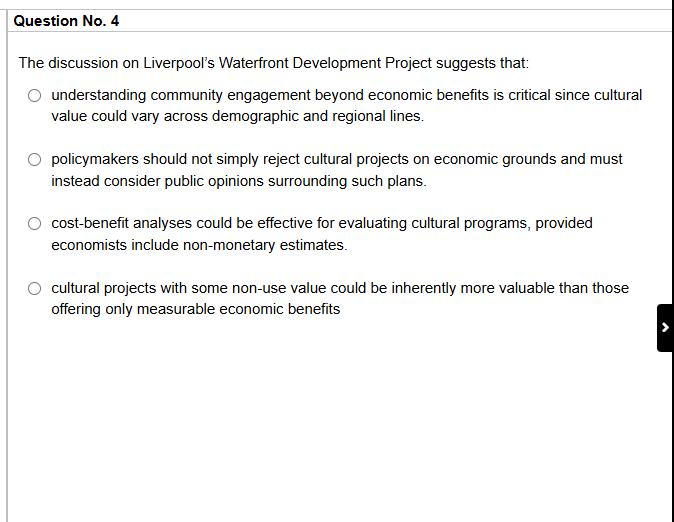 Question No. 4
The discussion on Liverpool's Waterfront Development Project suggests that:
understanding community engagement beyond economic benefits is critical since cultural
value could vary across demographic and regional lines.
policymakers should not simply reject cultural projects on economic grounds and must
instead consider public opinions surrounding such plans.
cost-benefit analyses could be effective for evaluating cultural programs, provided
economists include non-monetary estimates.
cultural projects with some non-use value could be inherently more valuable than those
offering only measurable economic benefits